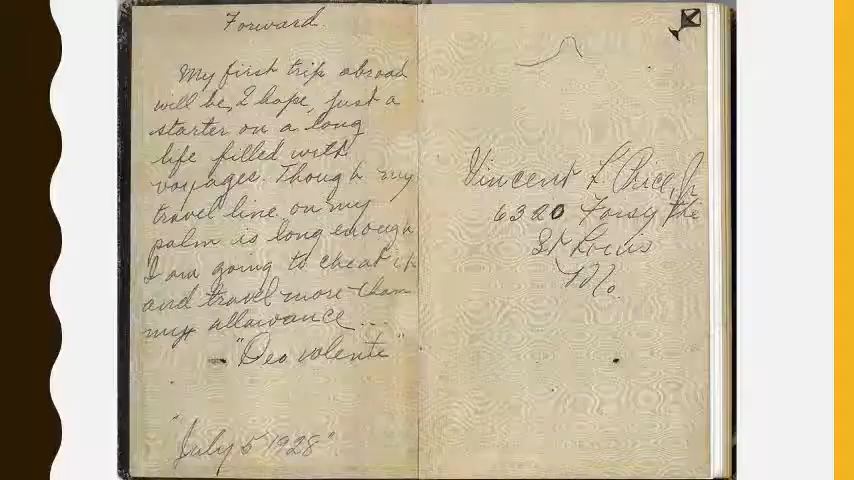 Forward.
My first trip abroad
will be, I hope, just a
starter on a long
life filled with
voyages. Though my
travel line on my
palm is long enough
I am going to cheat it
and travel more than
my allowance...
"Deo volente"
"July 5 1928"
Vincent L. Price, Jr
6320 Forsythe
St Louis
Mo.